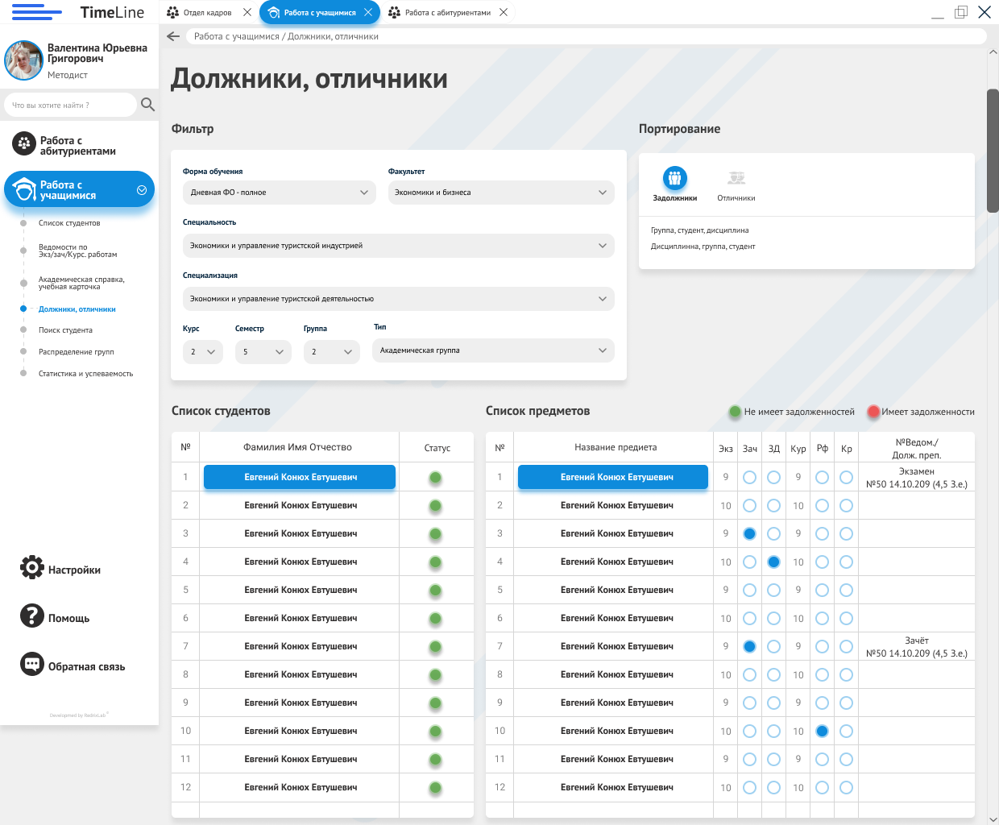 TimeLine
Отдел кадров
Работа с учащимися
Работа с абитуриентами
Работа с учащимися / Должники, отличники
Валентина Юрьевна
Григорович
Методист
Что вы хотите найти ?
Работа с
абитуриентами
Работа с
учащимися
Список студентов
Ведомости по
Экз/зач/Курс. работам
Академическая справка,
учебная карточка
Должники, отличники
Поиск студента
Распределение групп
Статистика и успеваемость
Настройки
Помощь
Обратная связь
Должники, отличники
Фильтр
Форма обучения
Факультет
Дневная ФО - полное
Экономики и бизнеса
Специальность
Экономики и управление туристской индустрией
Специализация
Экономики и управление туристской деятельностью
Курс Семестр Группа Тип
2 5 2 Академическая группа
Портирование
Задолжники Отличники
Группа, студент, дисциплина
Дисциплинна, группа, студент
Список студентов
№ Фамилия Имя Отчество Статус
1 Евгений Конюх Евтушевич
2 Евгений Конюх Евтушевич
3 Евгений Конюх Евтушевич
4 Евгений Конюх Евтушевич
5 Евгений Конюх Евтушевич
6 Евгений Конюх Евтушевич
7 Евгений Конюх Евтушевич
8 Евгений Конюх Евтушевич
9 Евгений Конюх Евтушевич
10 Евгений Конюх Евтушевич
11 Евгений Конюх Евтушевич
12 Евгений Конюх Евтушевич
Список предметов
Не имеет задолженностей
Имеет задолженности
№ Название предиета Экз Зач ЗД Кур Рф Кр №Ведом./
Долж. преп.
1 Евгений Конюх Евтушевич 9 9 Экзамен
№50 14.10.209 (4,5 З.е.)
2 Евгений Конюх Евтушевич 10 10
3 Евгений Конюх Евтушевич 9 9
4 Евгений Конюх Евтушевич 10 10
5 Евгений Конюх Евтушевич 9 9
6 Евгений Конюх Евтушевич 10 10
7 Евгений Конюх Евтушевич 9 9 Зачёт
№50 14.10.209 (4,5 З.е.)
8 Евгений Конюх Евтушевич 10 10
9 Евгений Конюх Евтушевич 9 9
10 Евгений Конюх Евтушевич 10 10
11 Евгений Конюх Евтушевич 9 9
12 Евгений Конюх Евтушевич 10 10
Development by